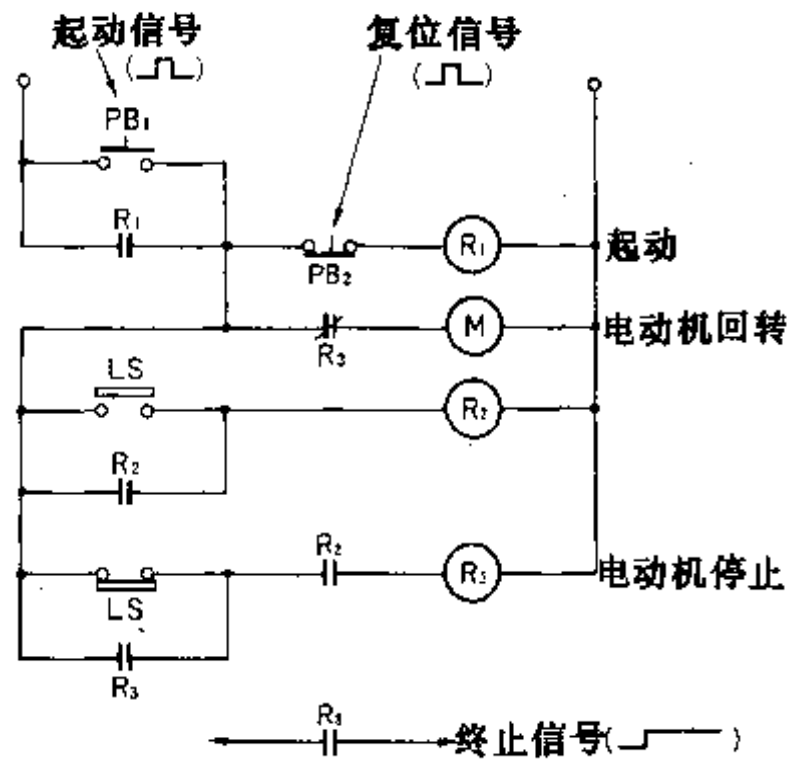 起动信号
复位信号
( )
( )
PB₁
R₁
PB₂
R₁
起动
R₃
M
电动机回转
LS
R₂
R₂
R₂
R₃
电动机停止
LS
R₃
R₃
终止信号( )